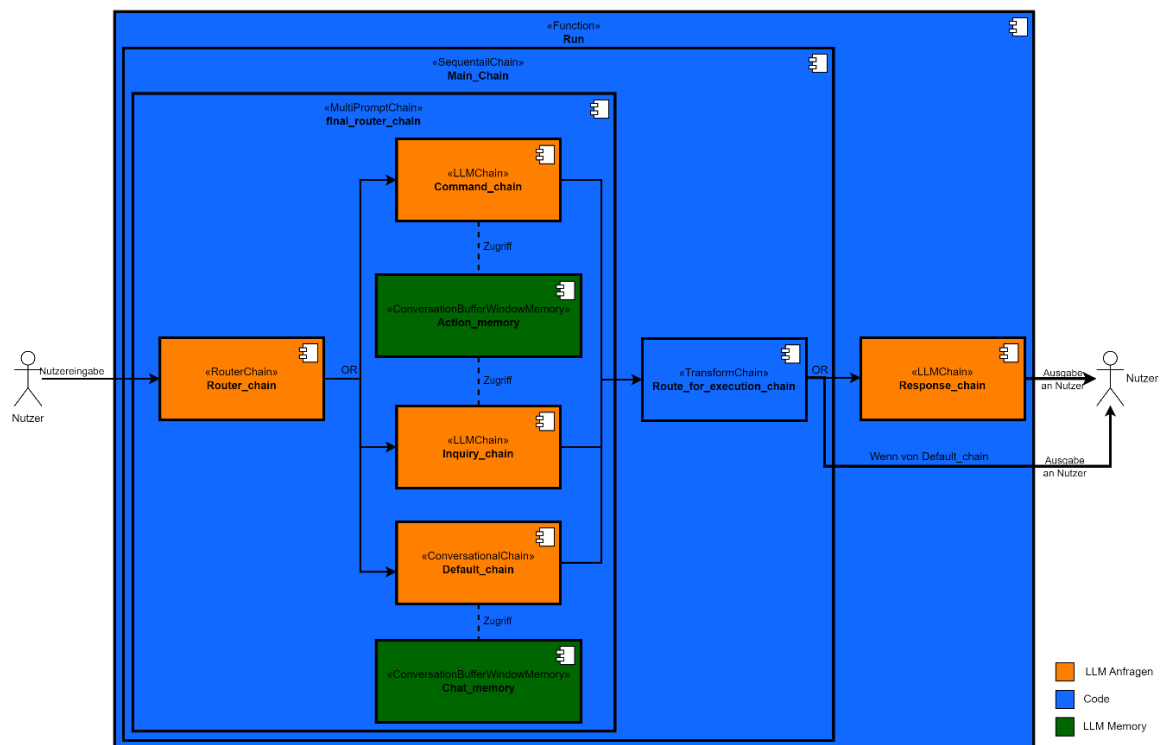 «Function»
Run
«SequentailChain»
Main_Chain
«MultiPromptChain»
final_router_chain
«LLMChain»
Command_chain
Zugriff
«ConversationBufferWindowMemory»
Action_memory
Zugriff
Nutzereingabe
Nutzer
«RouterChain»
Router_chain
OR
«LLMChain»
Inquiry_chain
«ConversationalChain»
Default_chain
Zugriff
«ConversationBufferWindowMemory»
Chat_memory
«TransformChain»
Route_for_execution_chain
OR
«LLMChain»
Response_chain
Ausgabe
an Nutzer
Nutzer
Wenn von Default_chain
Ausgabe
an Nutzer
LLM Anfragen
Code
LLM Memory